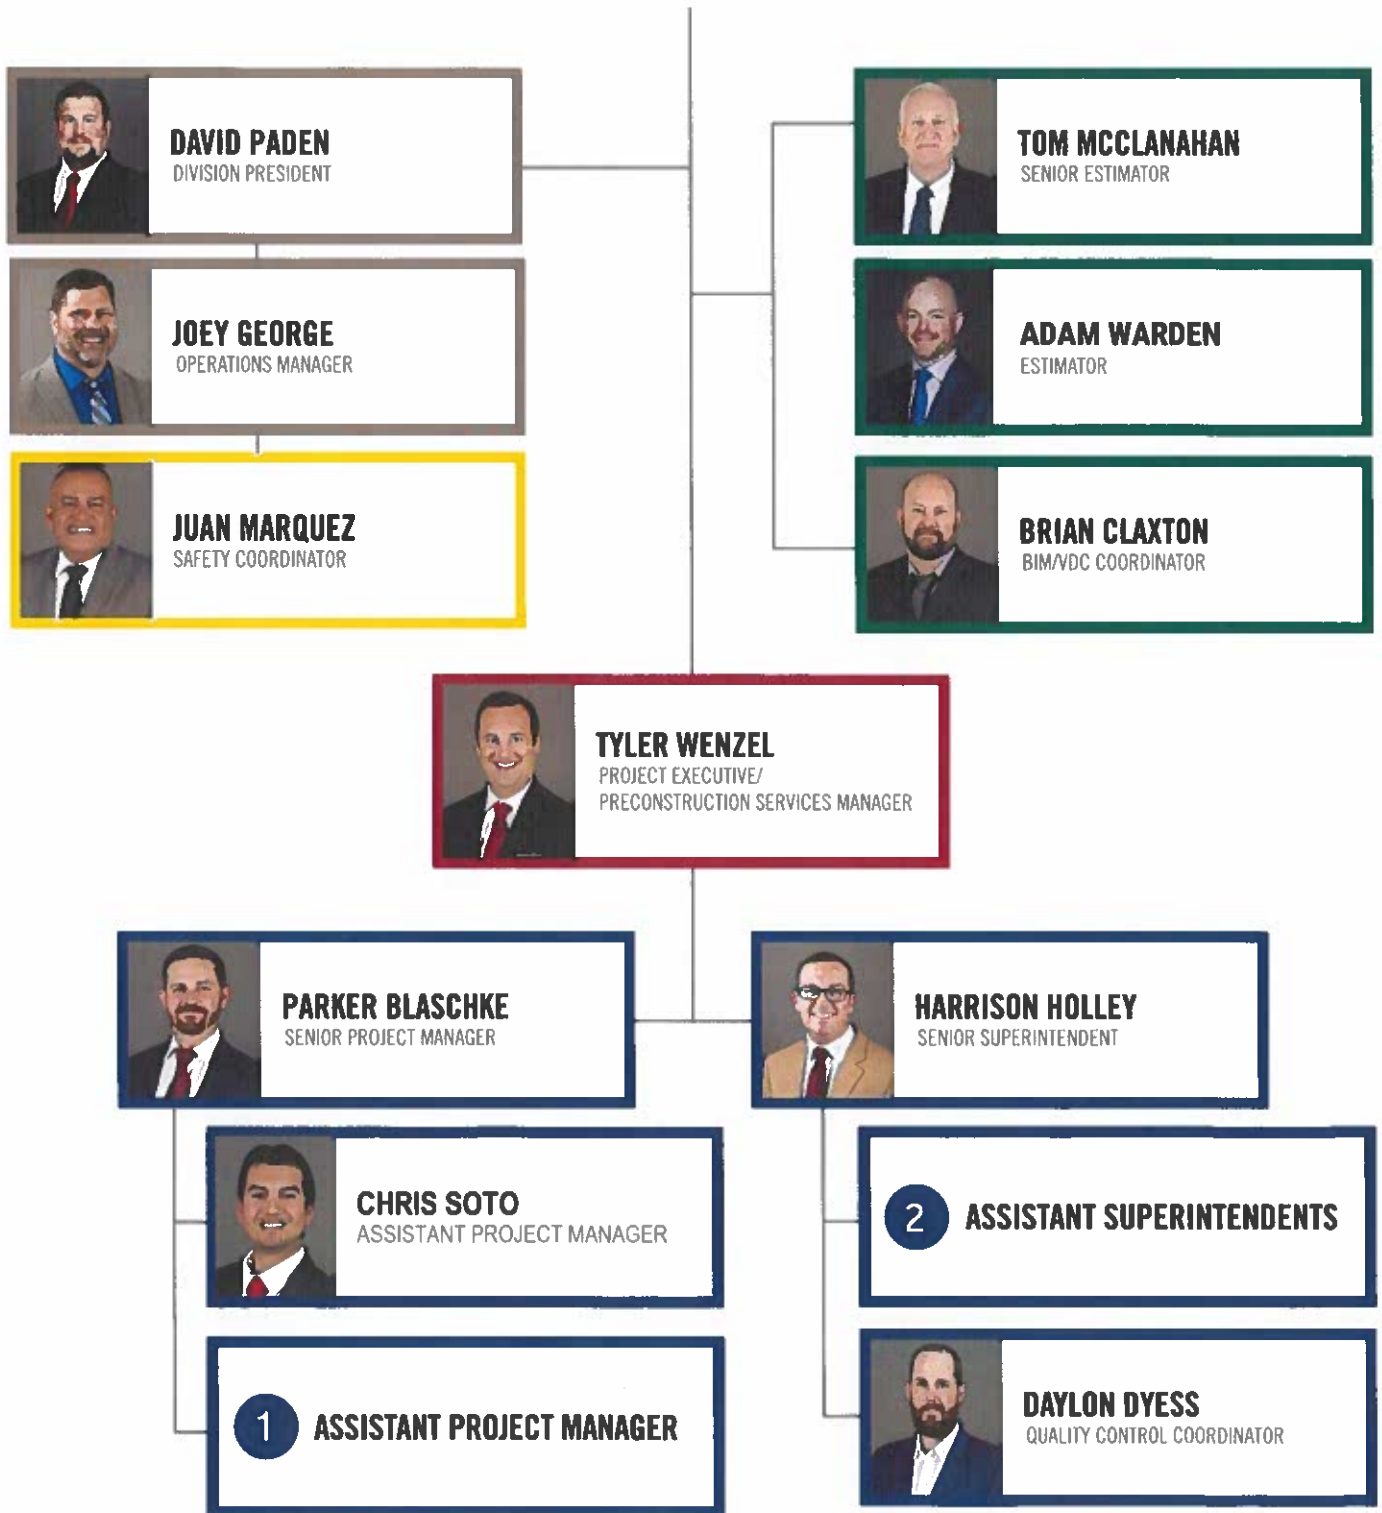 DAVID PADEN
DIVISION PRESIDENT
JOEY GEORGE
OPERATIONS MANAGER
JUAN MARQUEZ
SAFETY COORDINATOR
TOM MCCLANAHAN
SENIOR ESTIMATOR
ADAM WARDEN
ESTIMATOR
BRIAN CLAXTON
BIM/VDC COORDINATOR
TYLER WENZEL
PROJECT EXECUTIVE/
PRECONSTRUCTION SERVICES MANAGER
PARKER BLASCHKE
SENIOR PROJECT MANAGER
HARRISON HOLLEY
SENIOR SUPERINTENDENT
CHRIS SOTO
ASSISTANT PROJECT MANAGER
1 ASSISTANT PROJECT MANAGER
2 ASSISTANT SUPERINTENDENTS
DAYLON DYESS
QUALITY CONTROL COORDINATOR